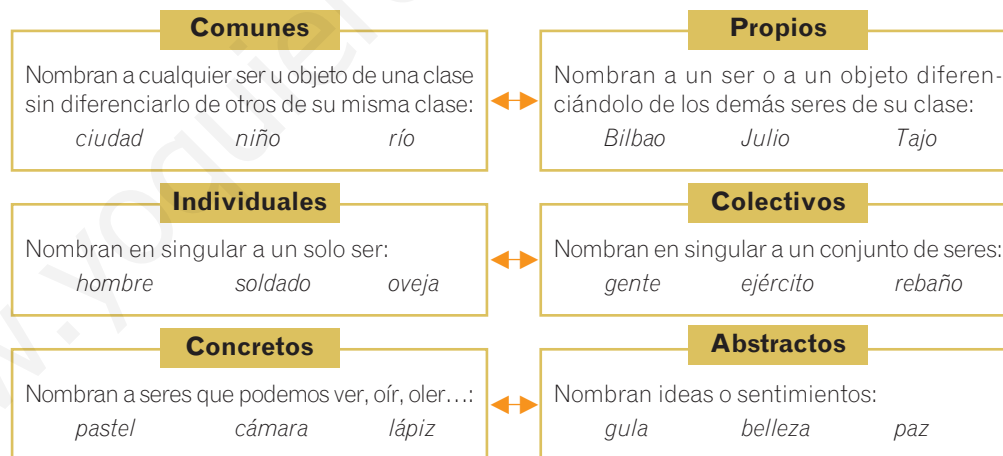 Comunes
Nombran a cualquier ser u objeto de una clase
sin diferenciarlo de otros de su misma clase:
ciudad niño río
Propios
Nombran a un ser o a un objeto diferen-
ciándolo de los demás seres de su clase:
Bilbao Julio Tajo
Individuales
Nombran en singular a un solo ser:
hombre soldado oveja
Colectivos
Nombran en singular a un conjunto de seres:
gente ejército rebaño
Concretos
Nombran a seres que podemos ver, oír, oler…:
pastel cámara lápiz
Abstractos
Nombran ideas o sentimientos:
gula belleza paz
w.yoquiero